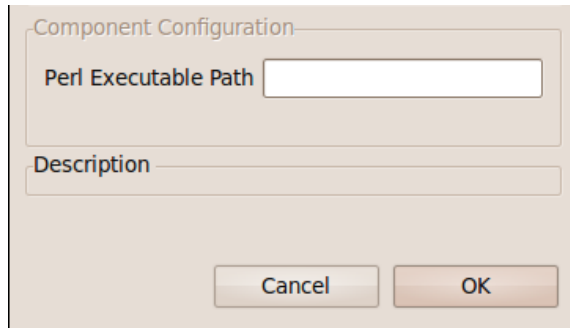 Component Configuration
Perl Executable Path
Description
Cancel OK